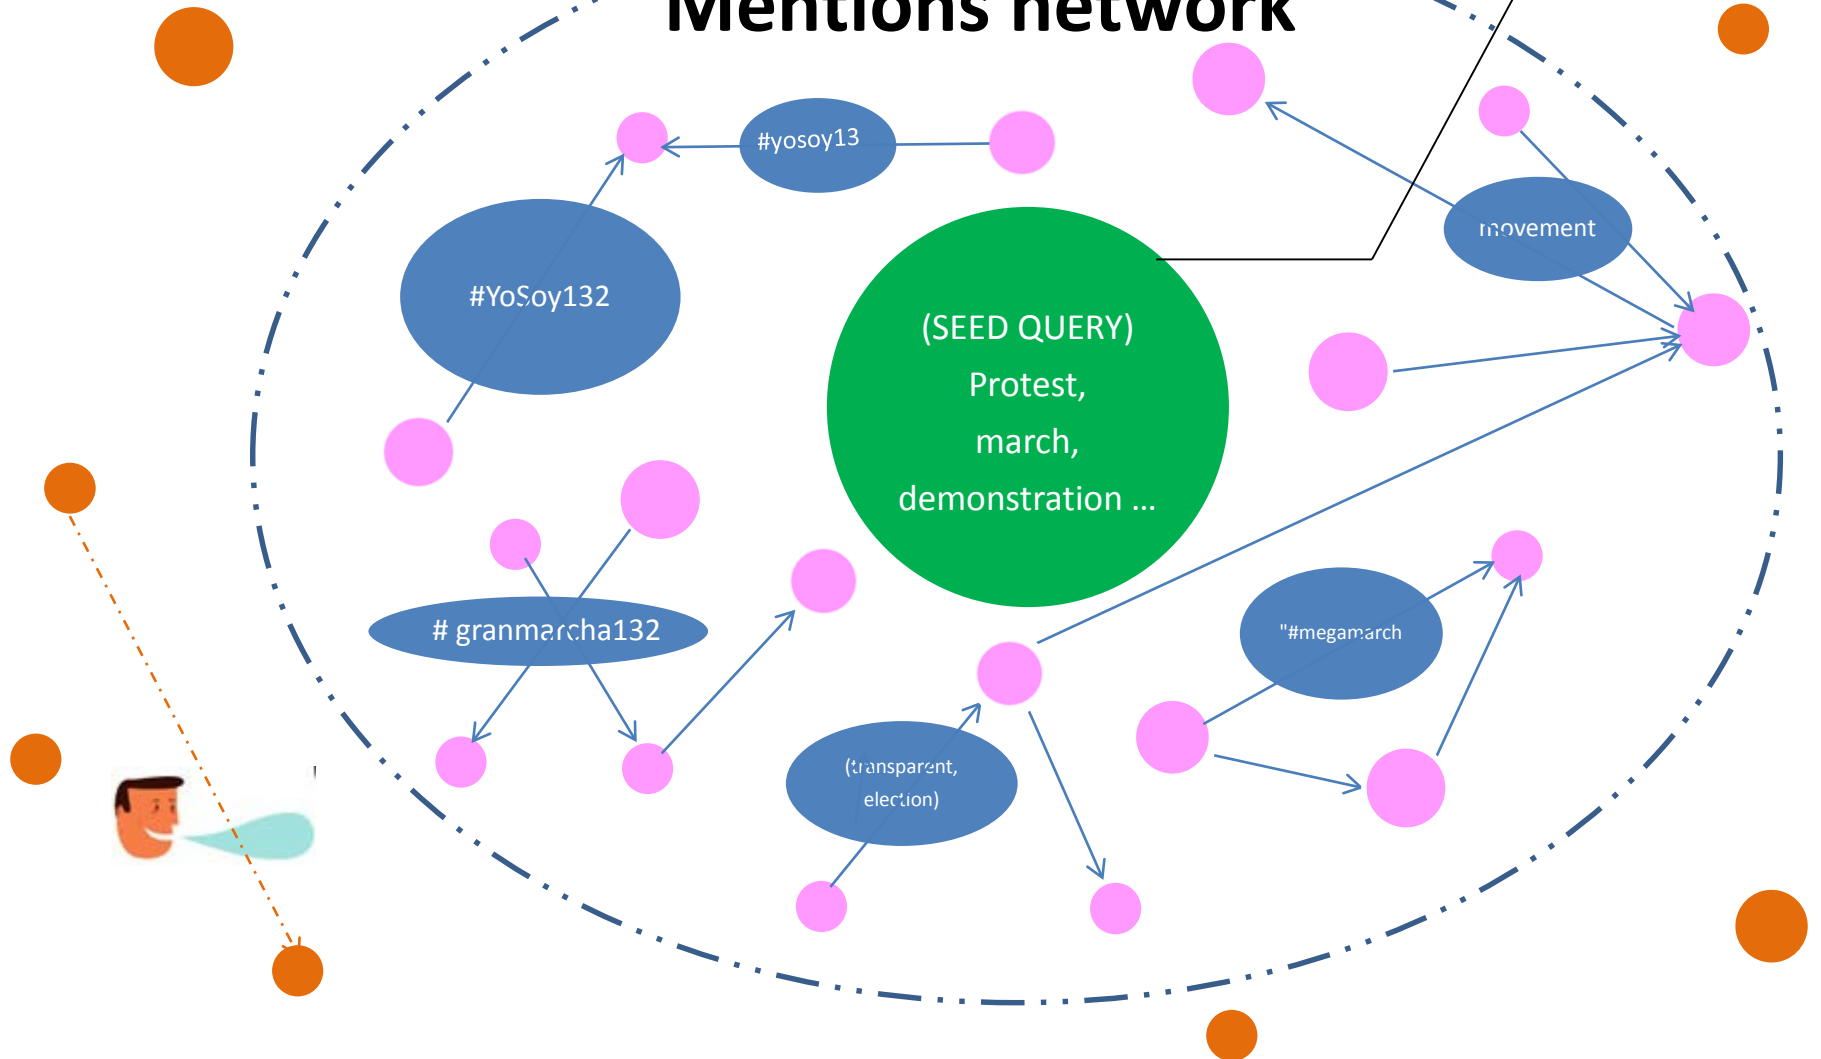 Mentions network
#yosoy13
movement
#YoSoy132
(SEED QUERY)
Protest,
march,
demonstration ...
# granmarcha132
"#megamarch
(transparent,
election)